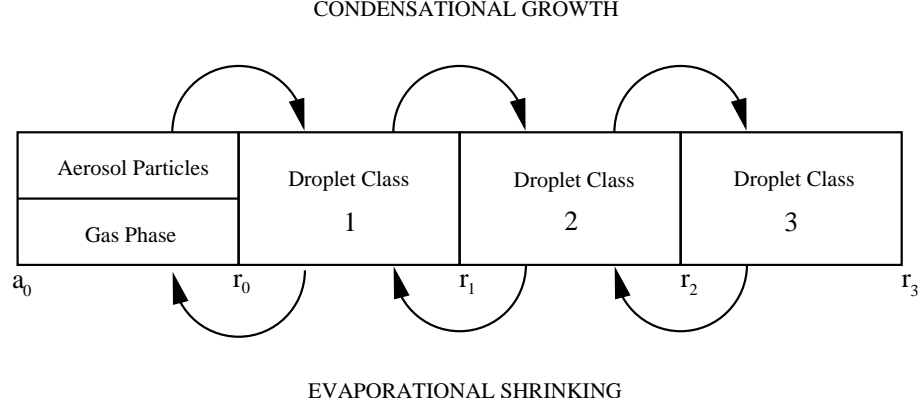 CONDENSATIONAL GROWTH
Aerosol Particles
Gas Phase
Droplet Class
1
Droplet Class
2
Droplet Class
3
a0 r0 r1 r2 r3
EVAPORATIONAL SHRINKING